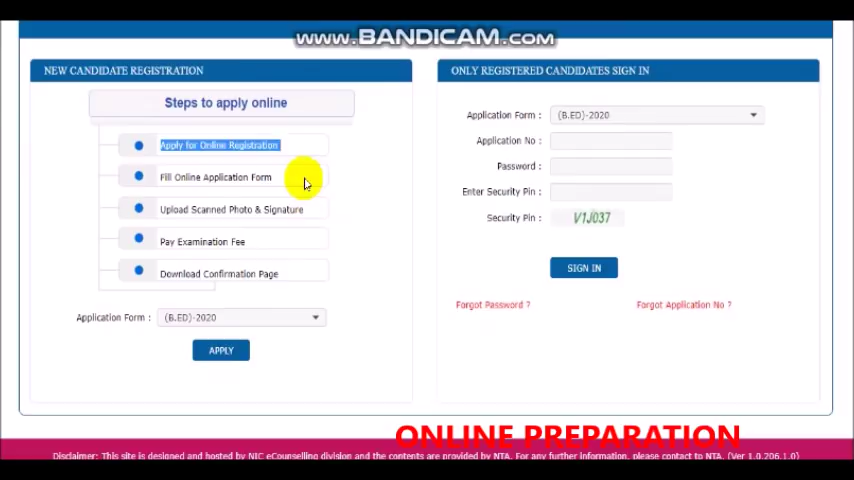 www.BANDICAM.com
NEW CANDIDATE REGISTRATION
Steps to apply online
Apply for Online Registration
Fill Online Application Form
Upload Scanned Photo & Signature
Pay Examination Fee
Download Confirmation Page
Application Form : (B.ED)-2020
APPLY
ONLY REGISTERED CANDIDATES SIGN IN
Application Form : (B.ED)-2020
Application No :
Password :
Enter Security Pin :
Security Pin : V1J037
SIGN IN
Forgot Password ? Forgot Application No ?
ONLINE PREPARATION
Disclaimer: This site is designed and hosted by NIC eCounselling division and the contents are provided by NTA. For any further information, please contact to NTA. (Ver 1.0.206.1.0)